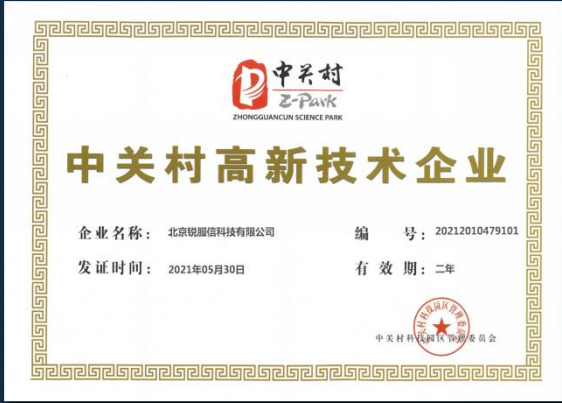 中关村
Z-Park
ZHONGGUANCUN SCIENCE PARK
中关村高新技术企业
企业名称：北京锐服信科技有限公司
编 号：20212010479101
发证时间：2021年05月30日
有 效 期：二年
中关村科技园区管理委员会